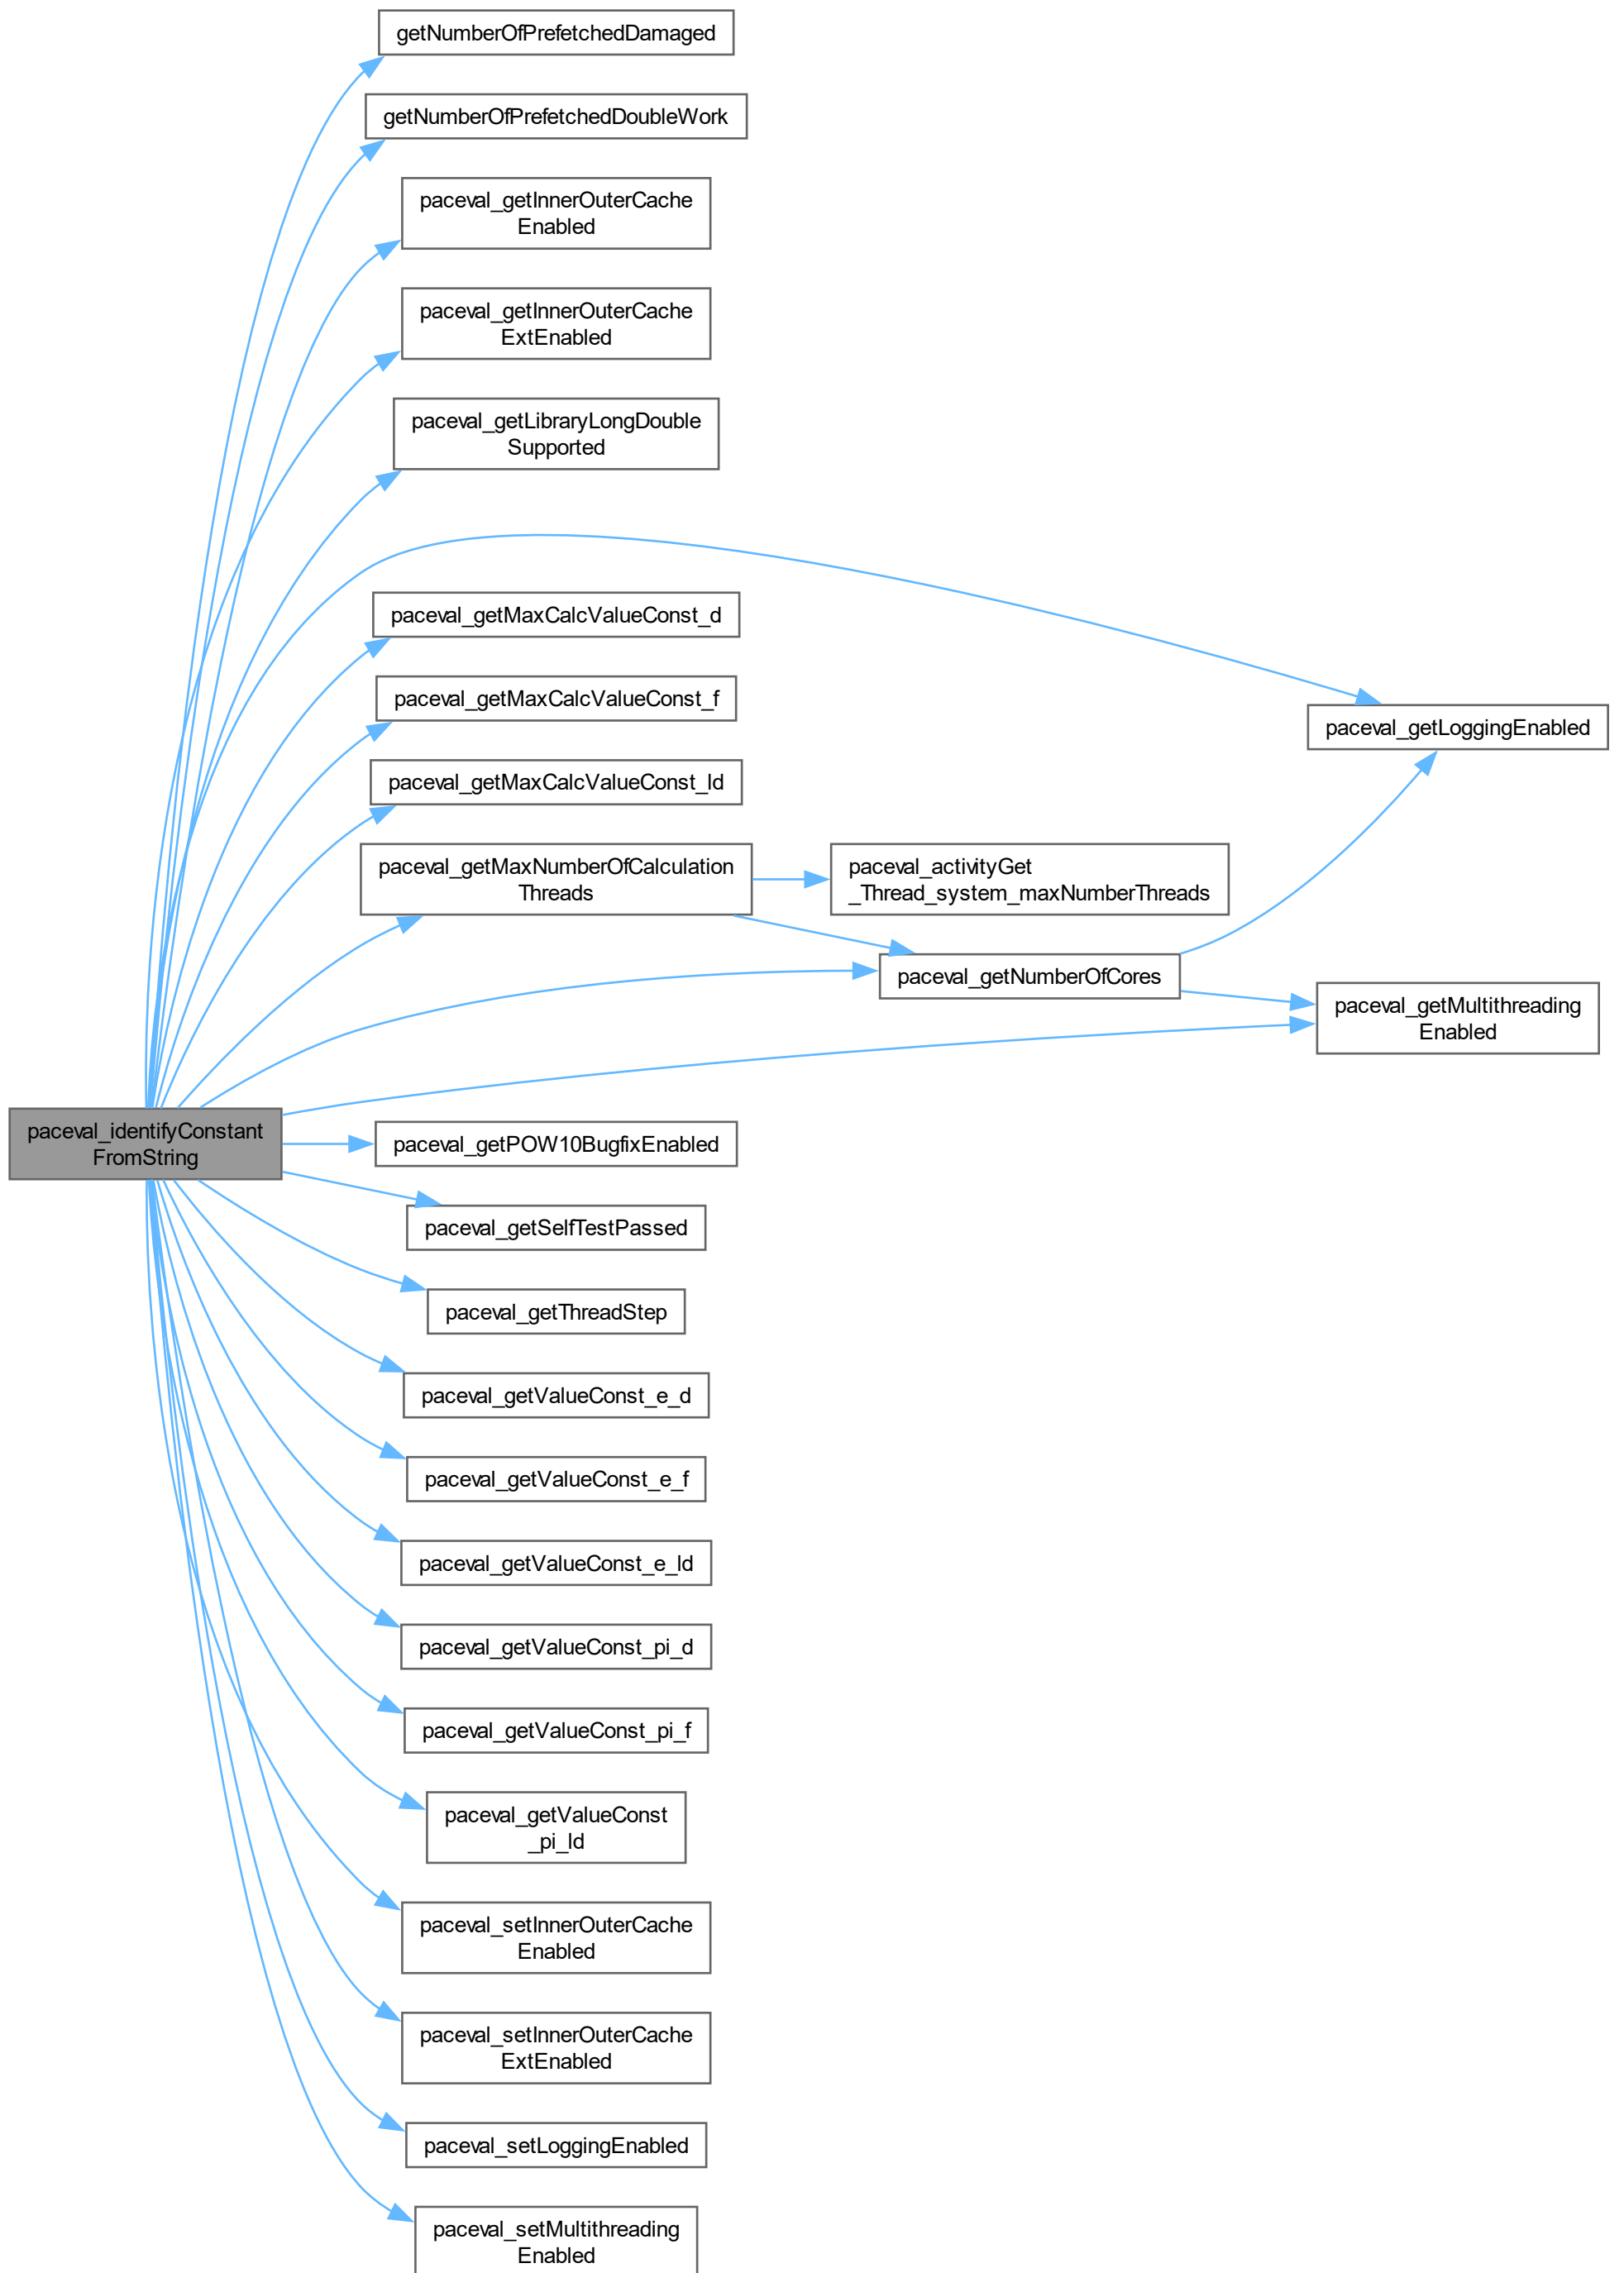 getNumberOfPrefetchedDamaged
getNumberOfPrefetchedDoubleWork
paceval_getInnerOuterCache
Enabled
paceval_getInnerOuterCache
ExtEnabled
paceval_getLibraryLongDouble
Supported
paceval_getMaxCalcValueConst_d
paceval_getMaxCalcValueConst_f
paceval_getLoggingEnabled
paceval_getMaxCalcValueConst_ld
paceval_getMaxNumberOfCalculation
Threads
paceval_activityGet
_Thread_system_maxNumberThreads
paceval_getNumberOfCores
paceval_getMultithreading
Enabled
paceval_identifyConstant
FromString
paceval_getPOW10BugfixEnabled
paceval_getSelfTestPassed
paceval_getThreadStep
paceval_getValueConst_e_d
paceval_getValueConst_e_f
paceval_getValueConst_e_ld
paceval_getValueConst_pi_d
paceval_getValueConst_pi_f
paceval_getValueConst
_pi_ld
paceval_setInnerOuterCache
Enabled
paceval_setInnerOuterCache
ExtEnabled
paceval_setLoggingEnabled
paceval_setMultithreading
Enabled